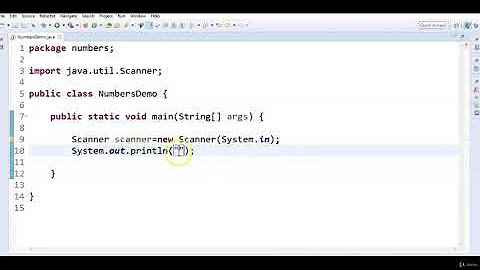 File Edit Source Refactor Navigate Search Project Run Window Help
Quick Access
NumbersDemo.java
1 package numbers;
2
3 import java.util.Scanner;
4
5 public class NumbersDemo {
6
7 public static void main(String[] args) {
8
9 Scanner scanner=new Scanner(System.in);
10 System.out.println("");
11
12 }
13
14 }
15